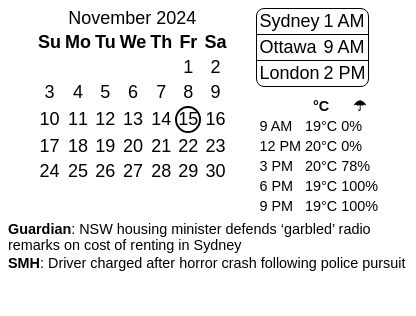 November 2024
Su Mo Tu We Th Fr Sa
1 2
3 4 5 6 7 8 9
10 11 12 13 14 15 16
17 18 19 20 21 22 23
24 25 26 27 28 29 30
Sydney 1 AM
Ottawa 9 AM
London 2 PM
°C ☂
9 AM 19°C 0%
12 PM 20°C 0%
3 PM 20°C 78%
6 PM 19°C 100%
9 PM 19°C 100%
Guardian: NSW housing minister defends ‘garbled’ radio
remarks on cost of renting in Sydney
SMH: Driver charged after horror crash following police pursuit